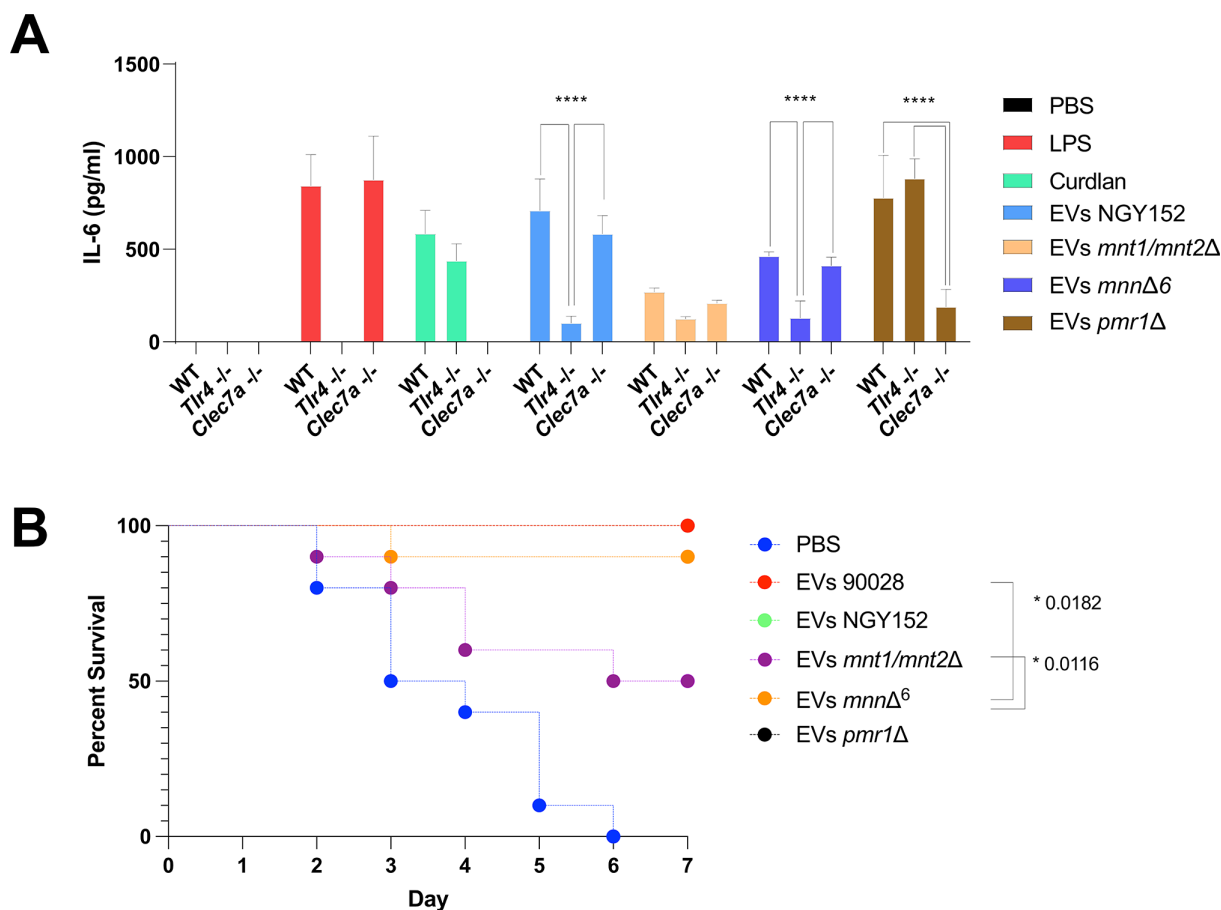 A
IL-6 (pg/ml)
1500
1000
500
0
****
****
****
WT
Tlr4 -/-
Clec7a -/-
WT
Tlr4 -/-
Clec7a -/-
WT
Tlr4 -/-
Clec7a -/-
WT
Tlr4 -/-
Clec7a -/-
WT
Tlr4 -/-
Clec7a -/-
WT
Tlr4 -/-
Clec7a -/-
WT
Tlr4 -/-
Clec7a -/-
PBS
LPS
Curdlan
EVs NGY152
EVs mnt1/mnt2Δ
EVs mnnΔ6
EVs pmr1Δ
B
Percent Survival
100
50
0
0 1 2 3 4 5 6 7
Day
PBS
EVs 90028
EVs NGY152
EVs mnt1/mnt2Δ
EVs mnnΔ⁶
EVs pmr1Δ
* 0.0182
* 0.0116